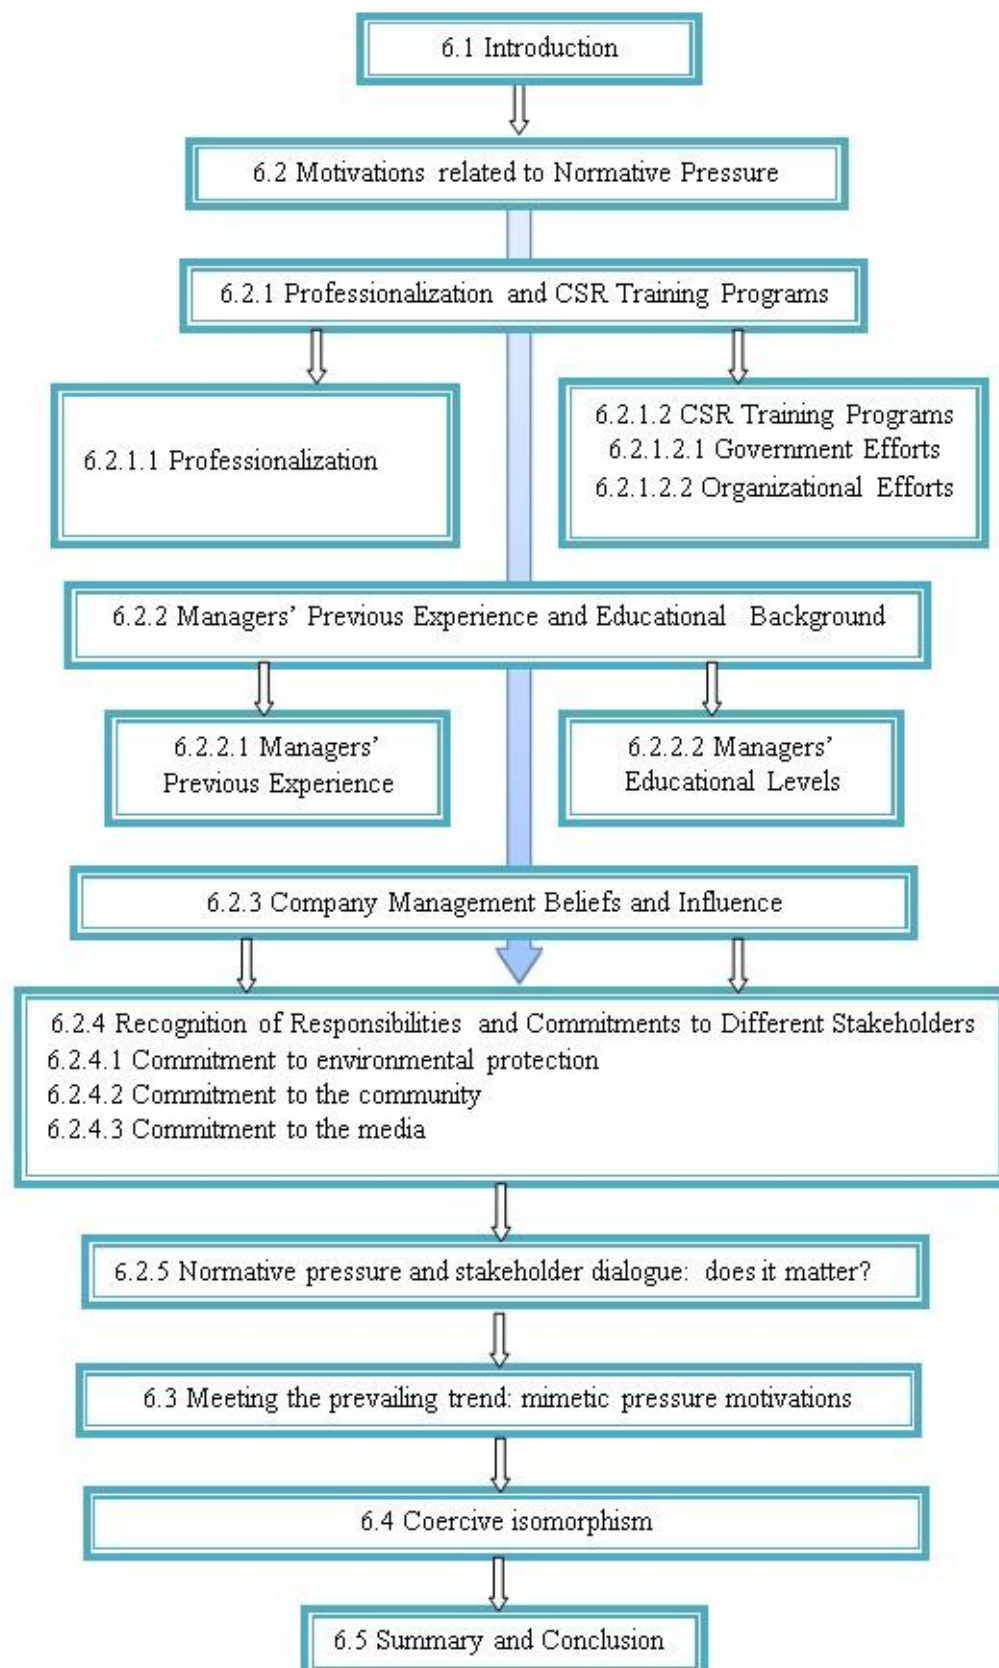 6.1 Introduction
6.2 Motivations related to Normative Pressure
6.2.1 Professionalization and CSR Training Programs
6.2.1.1 Professionalization
6.2.1.2 CSR Training Programs
6.2.1.2.1 Government Efforts
6.2.1.2.2 Organizational Efforts
6.2.2 Managers’ Previous Experience and Educational Background
6.2.2.1 Managers’
Previous Experience
6.2.2.2 Managers’
Educational Levels
6.2.3 Company Management Beliefs and Influence
6.2.4 Recognition of Responsibilities and Commitments to Different Stakeholders
6.2.4.1 Commitment to environmental protection
6.2.4.2 Commitment to the community
6.2.4.3 Commitment to the media
6.2.5 Normative pressure and stakeholder dialogue: does it matter?
6.3 Meeting the prevailing trend: mimetic pressure motivations
6.4 Coercive isomorphism
6.5 Summary and Conclusion